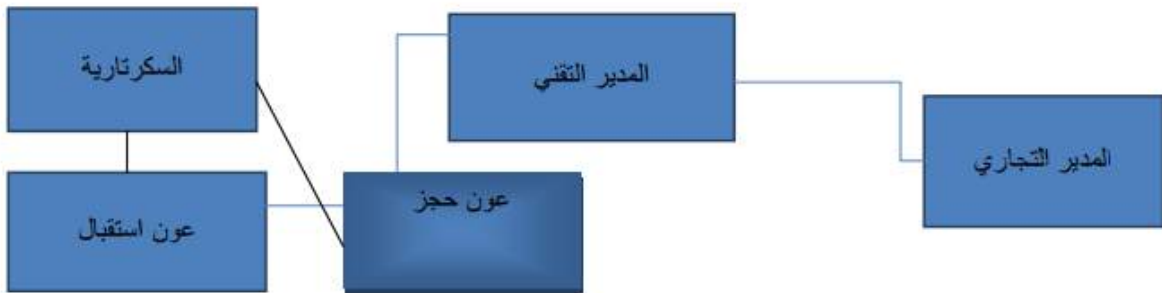 المدير التقني
السكرتارية
المدير التجاري
عون حجز
عون استقبال